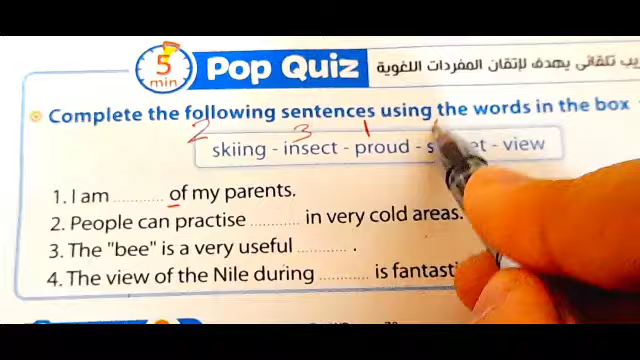 5 min
Pop Quiz
يب تلقائى يهدف لإتقان المفردات اللغوية
Complete the following sentences using the words in the box
2 3 1
skiing - insect - proud - s et - view
1. I am ............ of my parents.
2. People can practise ............ in very cold areas.
3. The "bee" is a very useful ............ .
4. The view of the Nile during ............ is fantasti